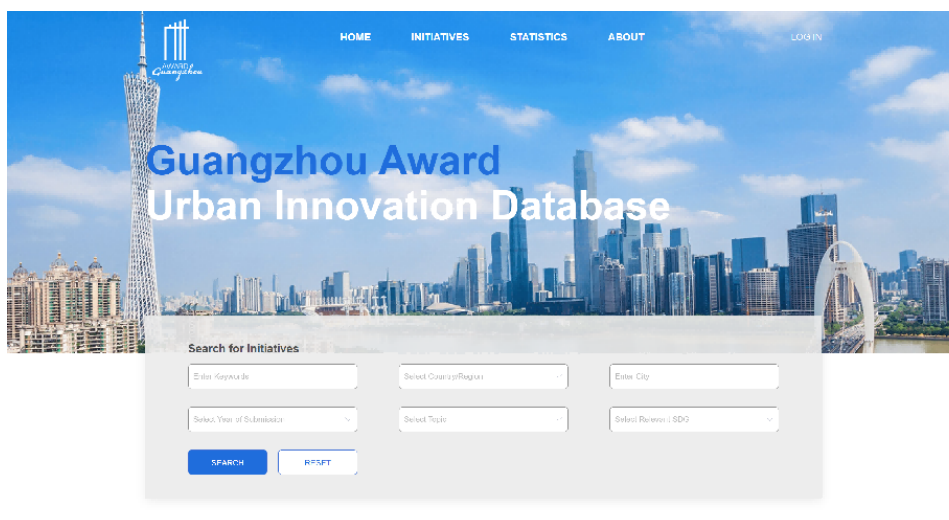 HOME INITIATIVES STATISTICS ABOUT LOG IN
AWARD
Guangzhou
Guangzhou Award
Urban Innovation Database
Search for Initiatives
Enter Keywords Select Country/Region Enter City
Select Year of Submission Select Topic Select Relevent SDG
SEARCH RESET